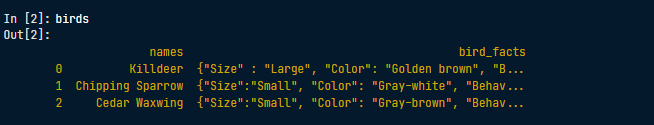 In [2]: birds
Out[2]:
names bird_facts
0 Killdeer {"Size" : "Large", "Color": "Golden brown", "B...
1 Chipping Sparrow {"Size":"Small", "Color": "Gray-white", "Behav...
2 Cedar Waxwing {"Size":"Small", "Color": "Gray-brown", "Behav...